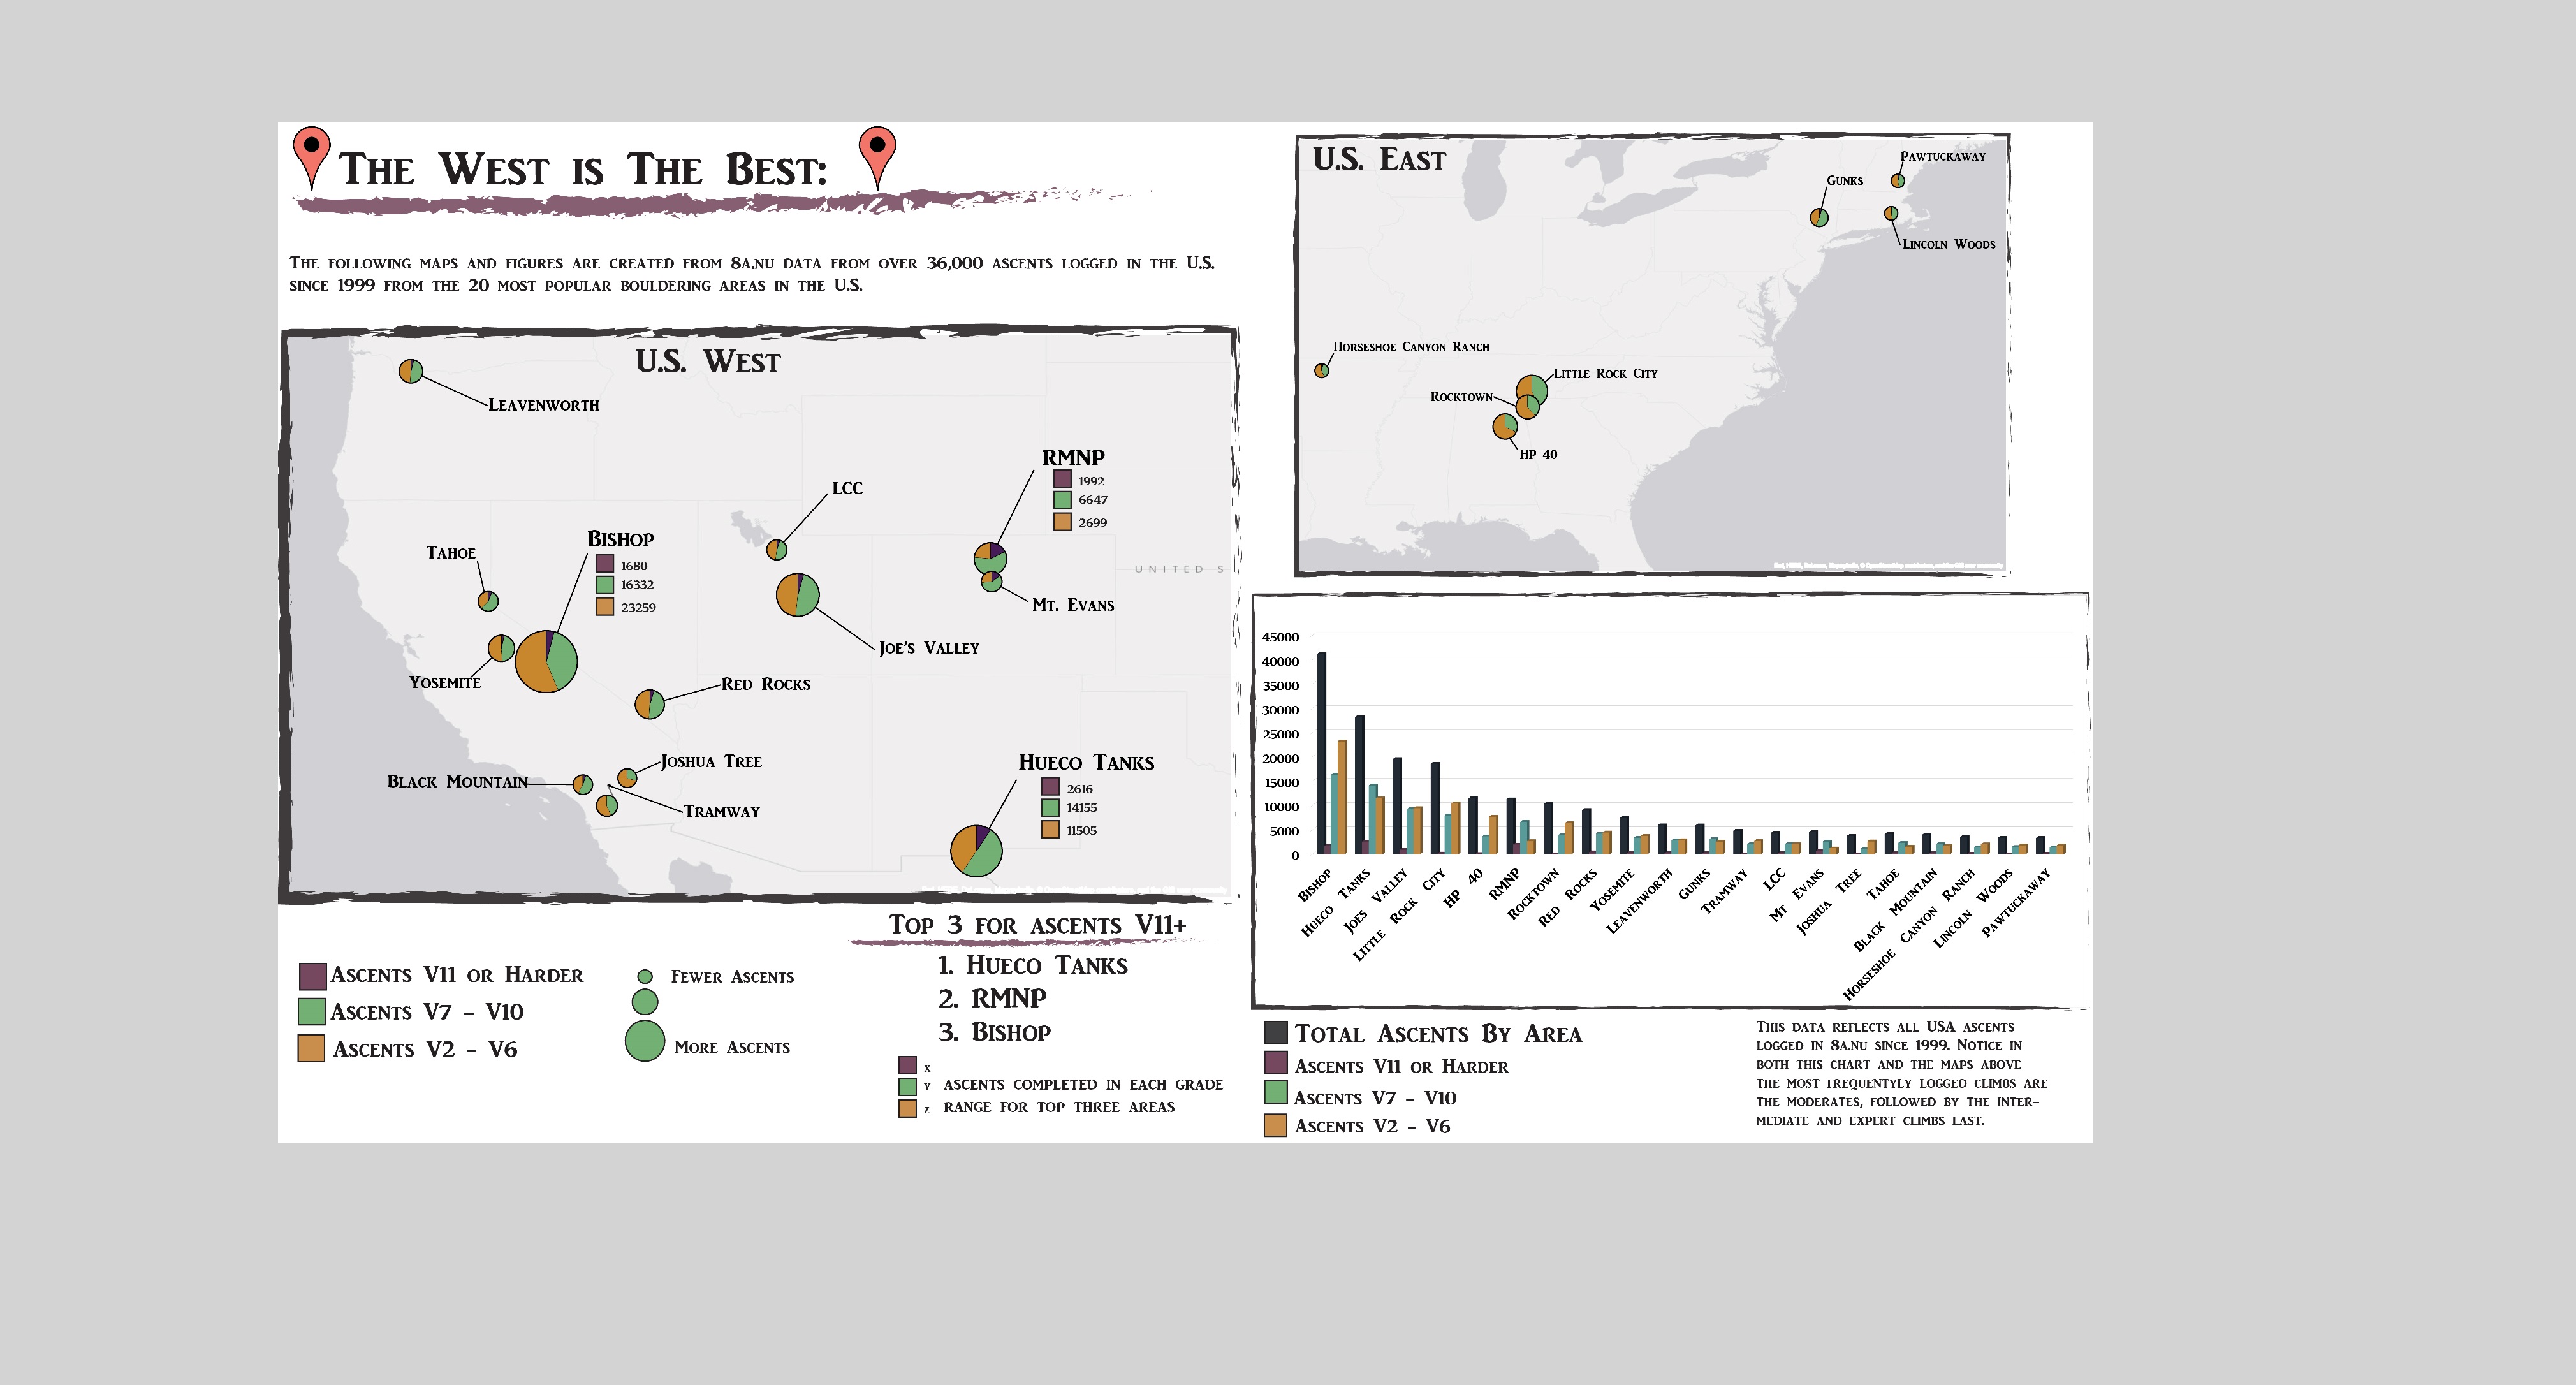 The West is The Best:
The following maps and figures are created from 8a.nu data from over 36,000 ascents logged in the U.S.
since 1999 from the 20 most popular bouldering areas in the U.S.
U.S. West
Leavenworth
RMNP
1992
6647
2699
LCC
Bishop
1680
16332
23259
Tahoe
UNITED S
Mt. Evans
Joe's Valley
Yosemite
Red Rocks
Joshua Tree
Black Mountain
Tramway
Hueco Tanks
2616
14155
11505
Ascents V11 or Harder
Ascents V7 - V10
Ascents V2 - V6
Fewer Ascents
More Ascents
Top 3 for ascents V11+
1. Hueco Tanks
2. RMNP
3. Bishop
x
y ascents completed in each grade
z range for top three areas
U.S. East
Pawtuckaway
Gunks
Lincoln Woods
Horseshoe Canyon Ranch
Little Rock City
Rocktown
HP 40
45000
40000
35000
30000
25000
20000
15000
10000
5000
0
Bishop
Hueco Tanks
Joes Valley
Little Rock City
HP 40
RMNP
Rocktown
Red Rocks
Yosemite
Leavenworth
Gunks
Tramway
LCC
Mt Evans
Joshua Tree
Tahoe
Black Mountain
Horseshoe Canyon Ranch
Lincoln Woods
Pawtuckaway
Total Ascents By Area
Ascents V11 or Harder
Ascents V7 - V10
Ascents V2 - V6
This data reflects all USA ascents
logged in 8a.nu since 1999. Notice in
both this chart and the maps above
the most frequentyly logged climbs are
the moderates, followed by the inter-
mediate and expert climbs last.